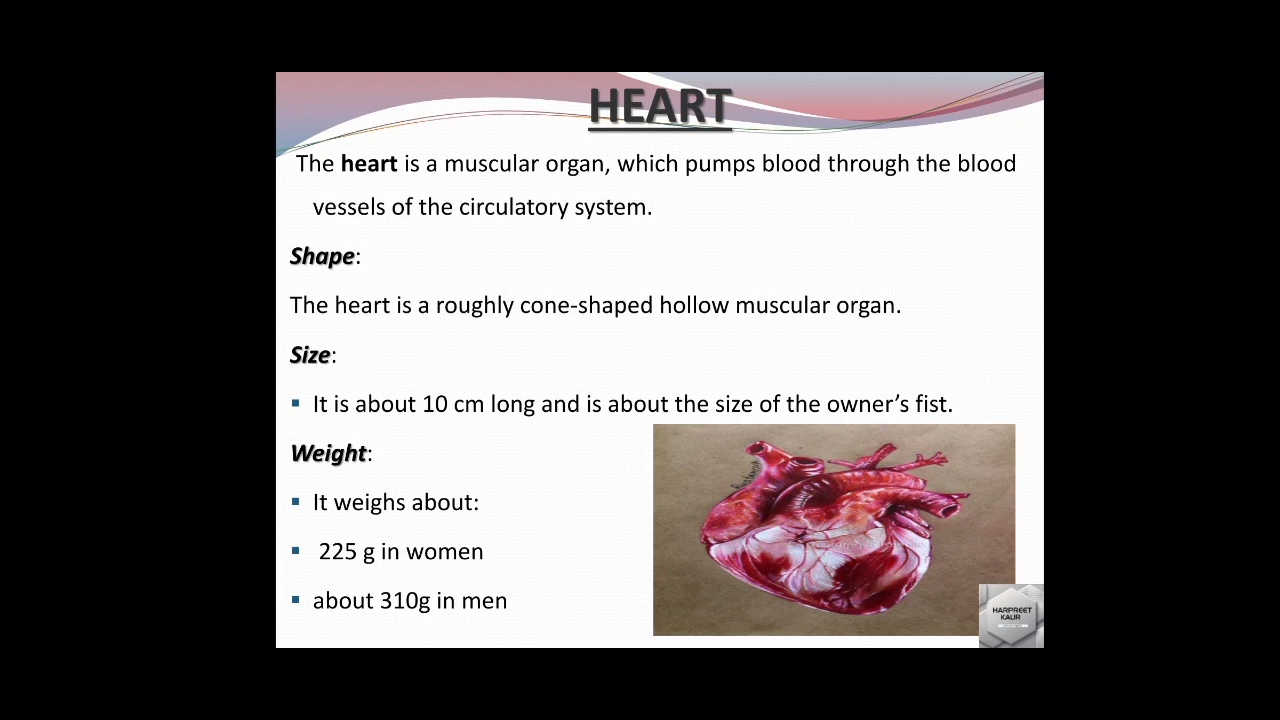 HEART
The heart is a muscular organ, which pumps blood through the blood
vessels of the circulatory system.
Shape:
The heart is a roughly cone-shaped hollow muscular organ.
Size:
▪ It is about 10 cm long and is about the size of the owner’s fist.
Weight:
▪ It weighs about:
▪ 225 g in women
▪ about 310g in men
HARPREET
KAUR